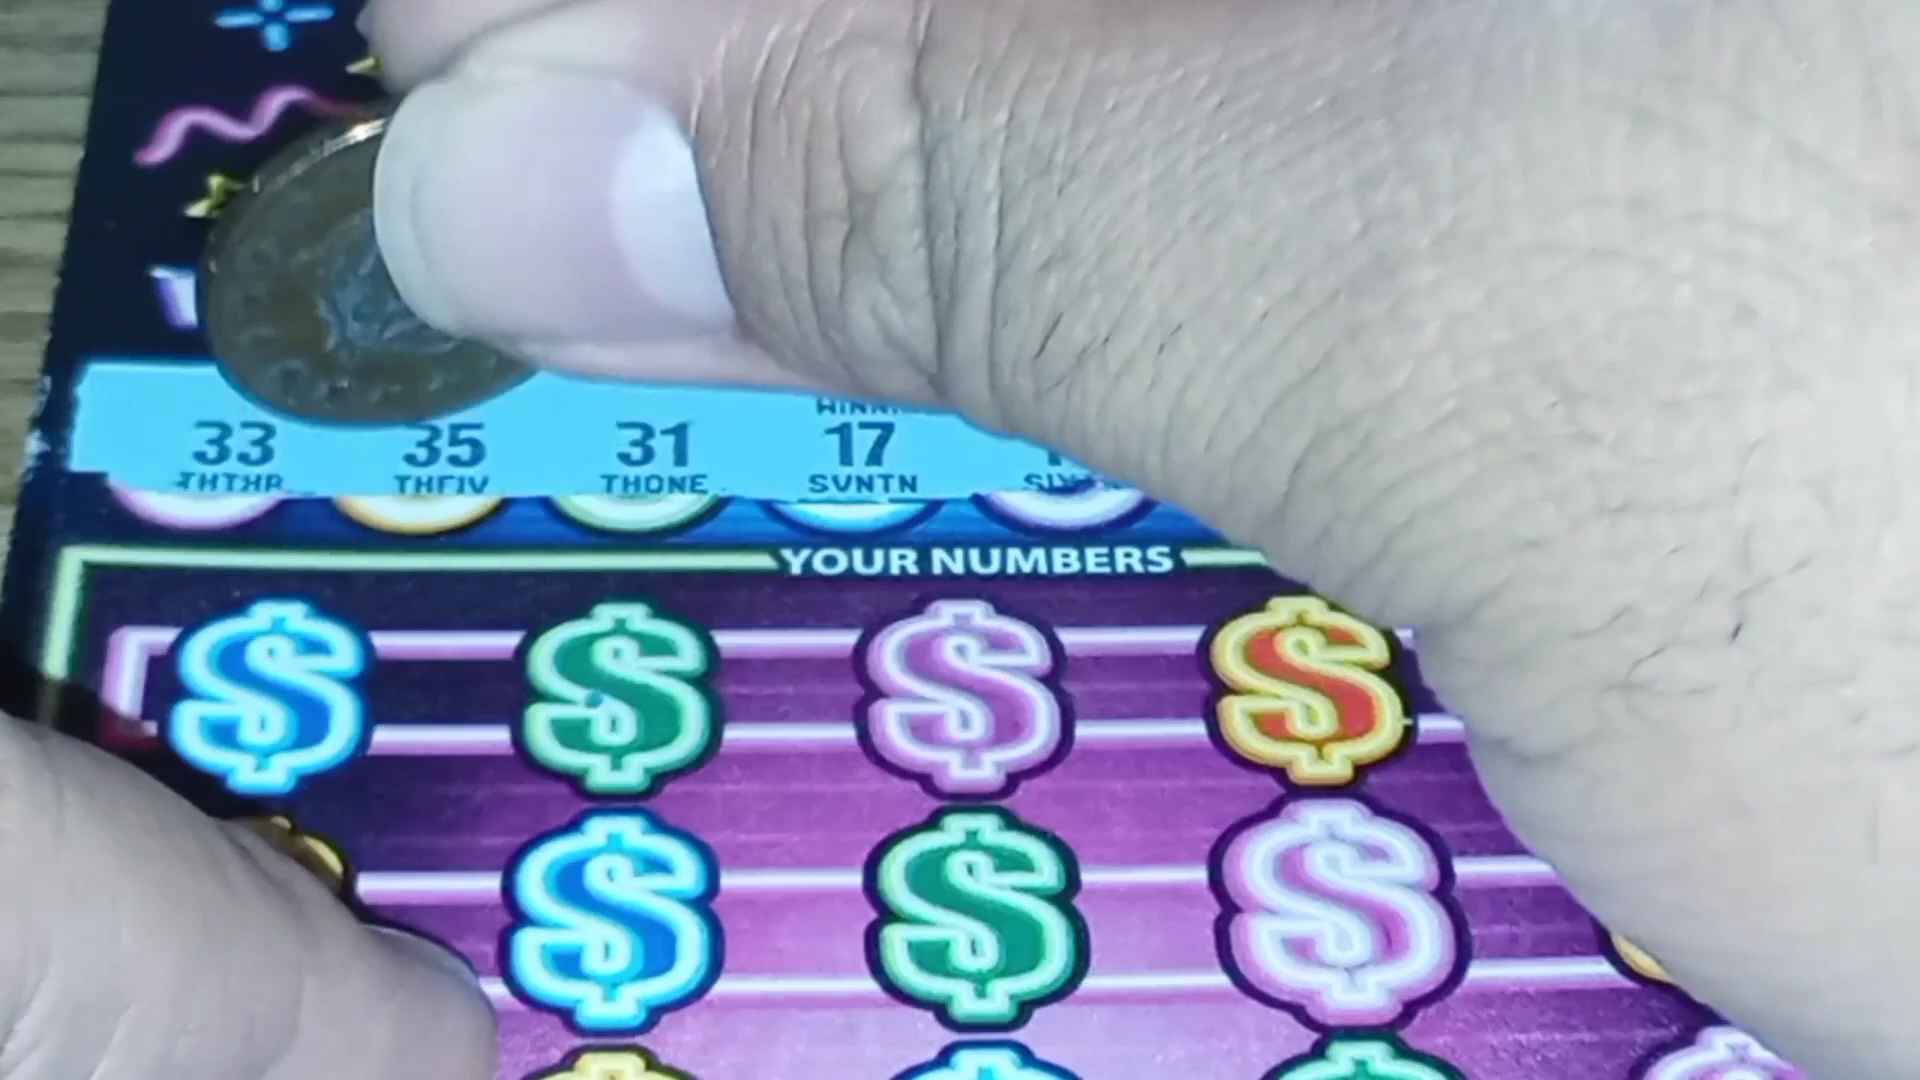 33 35 31 17
THTHR THFIV THONE SVNTN
YOUR NUMBERS
$ $ $ $
$ $ $